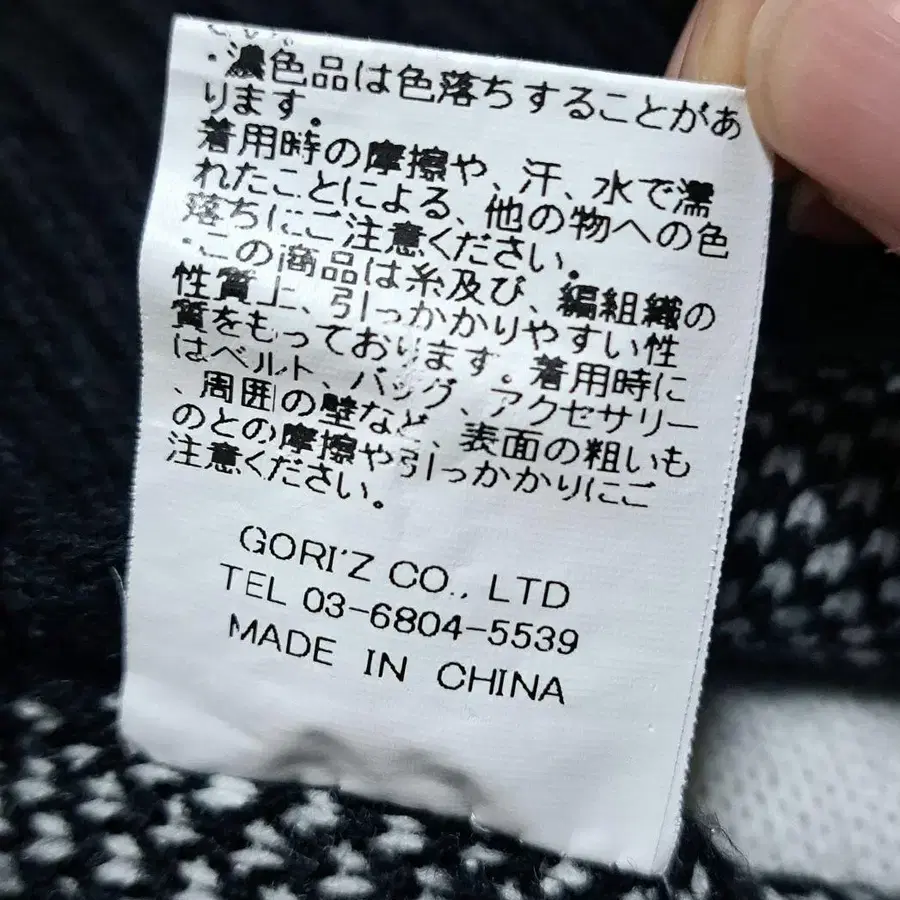 ・濃色品は色落ちすることがあ
ります。
着用時の摩擦や、汗、水で濡
れたことによる、他の物への色
落ちにご注意ください。
・この商品は糸及び、編組織の
性質上、引っかかりやすい性
質をもっております。着用時に
はベルト、バッグ、アクセサリー
、周囲の壁など、表面の粗いも
のとの摩擦や引っかかりにご
注意ください。
GORI'Z CO., LTD
TEL 03-6804-5539
MADE IN CHINA